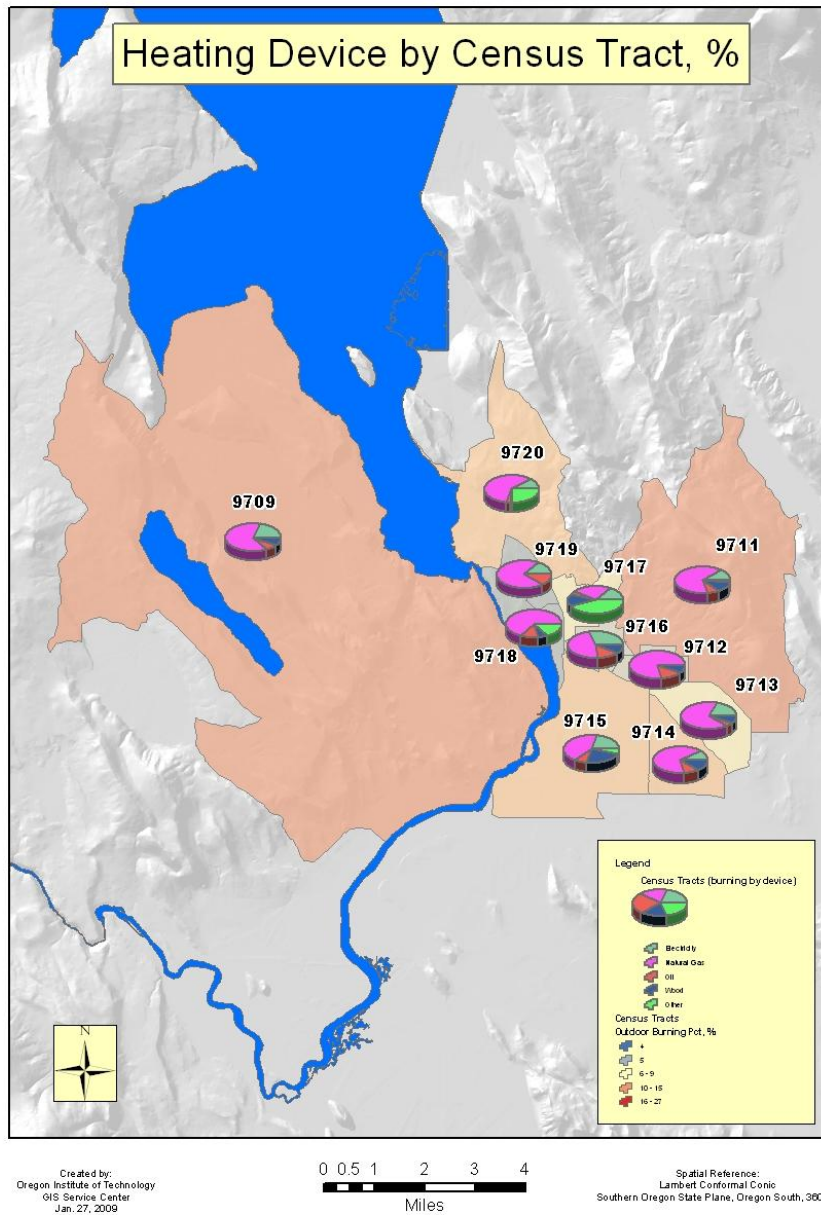 Heating Device by Census Tract, %
9720
9709
9719
9711
9717
9716
9718
9712
9713
9715
9714
Legend
Census Tracts (burning by device)
Electricity
Natural Gas
Oil
Wood
Other
Census Tracts
Outdoor Burning Pct, %
4
5
6 - 9
10 - 15
16 - 27
N
Created by:
Oregon Institute of Technology
GIS Service Center
Jan. 27, 2009
0 0.5 1 2 3 4
Miles
Spatial Reference:
Lambert Conformal Conic
Southern Oregon State Plane, Oregon South, 360